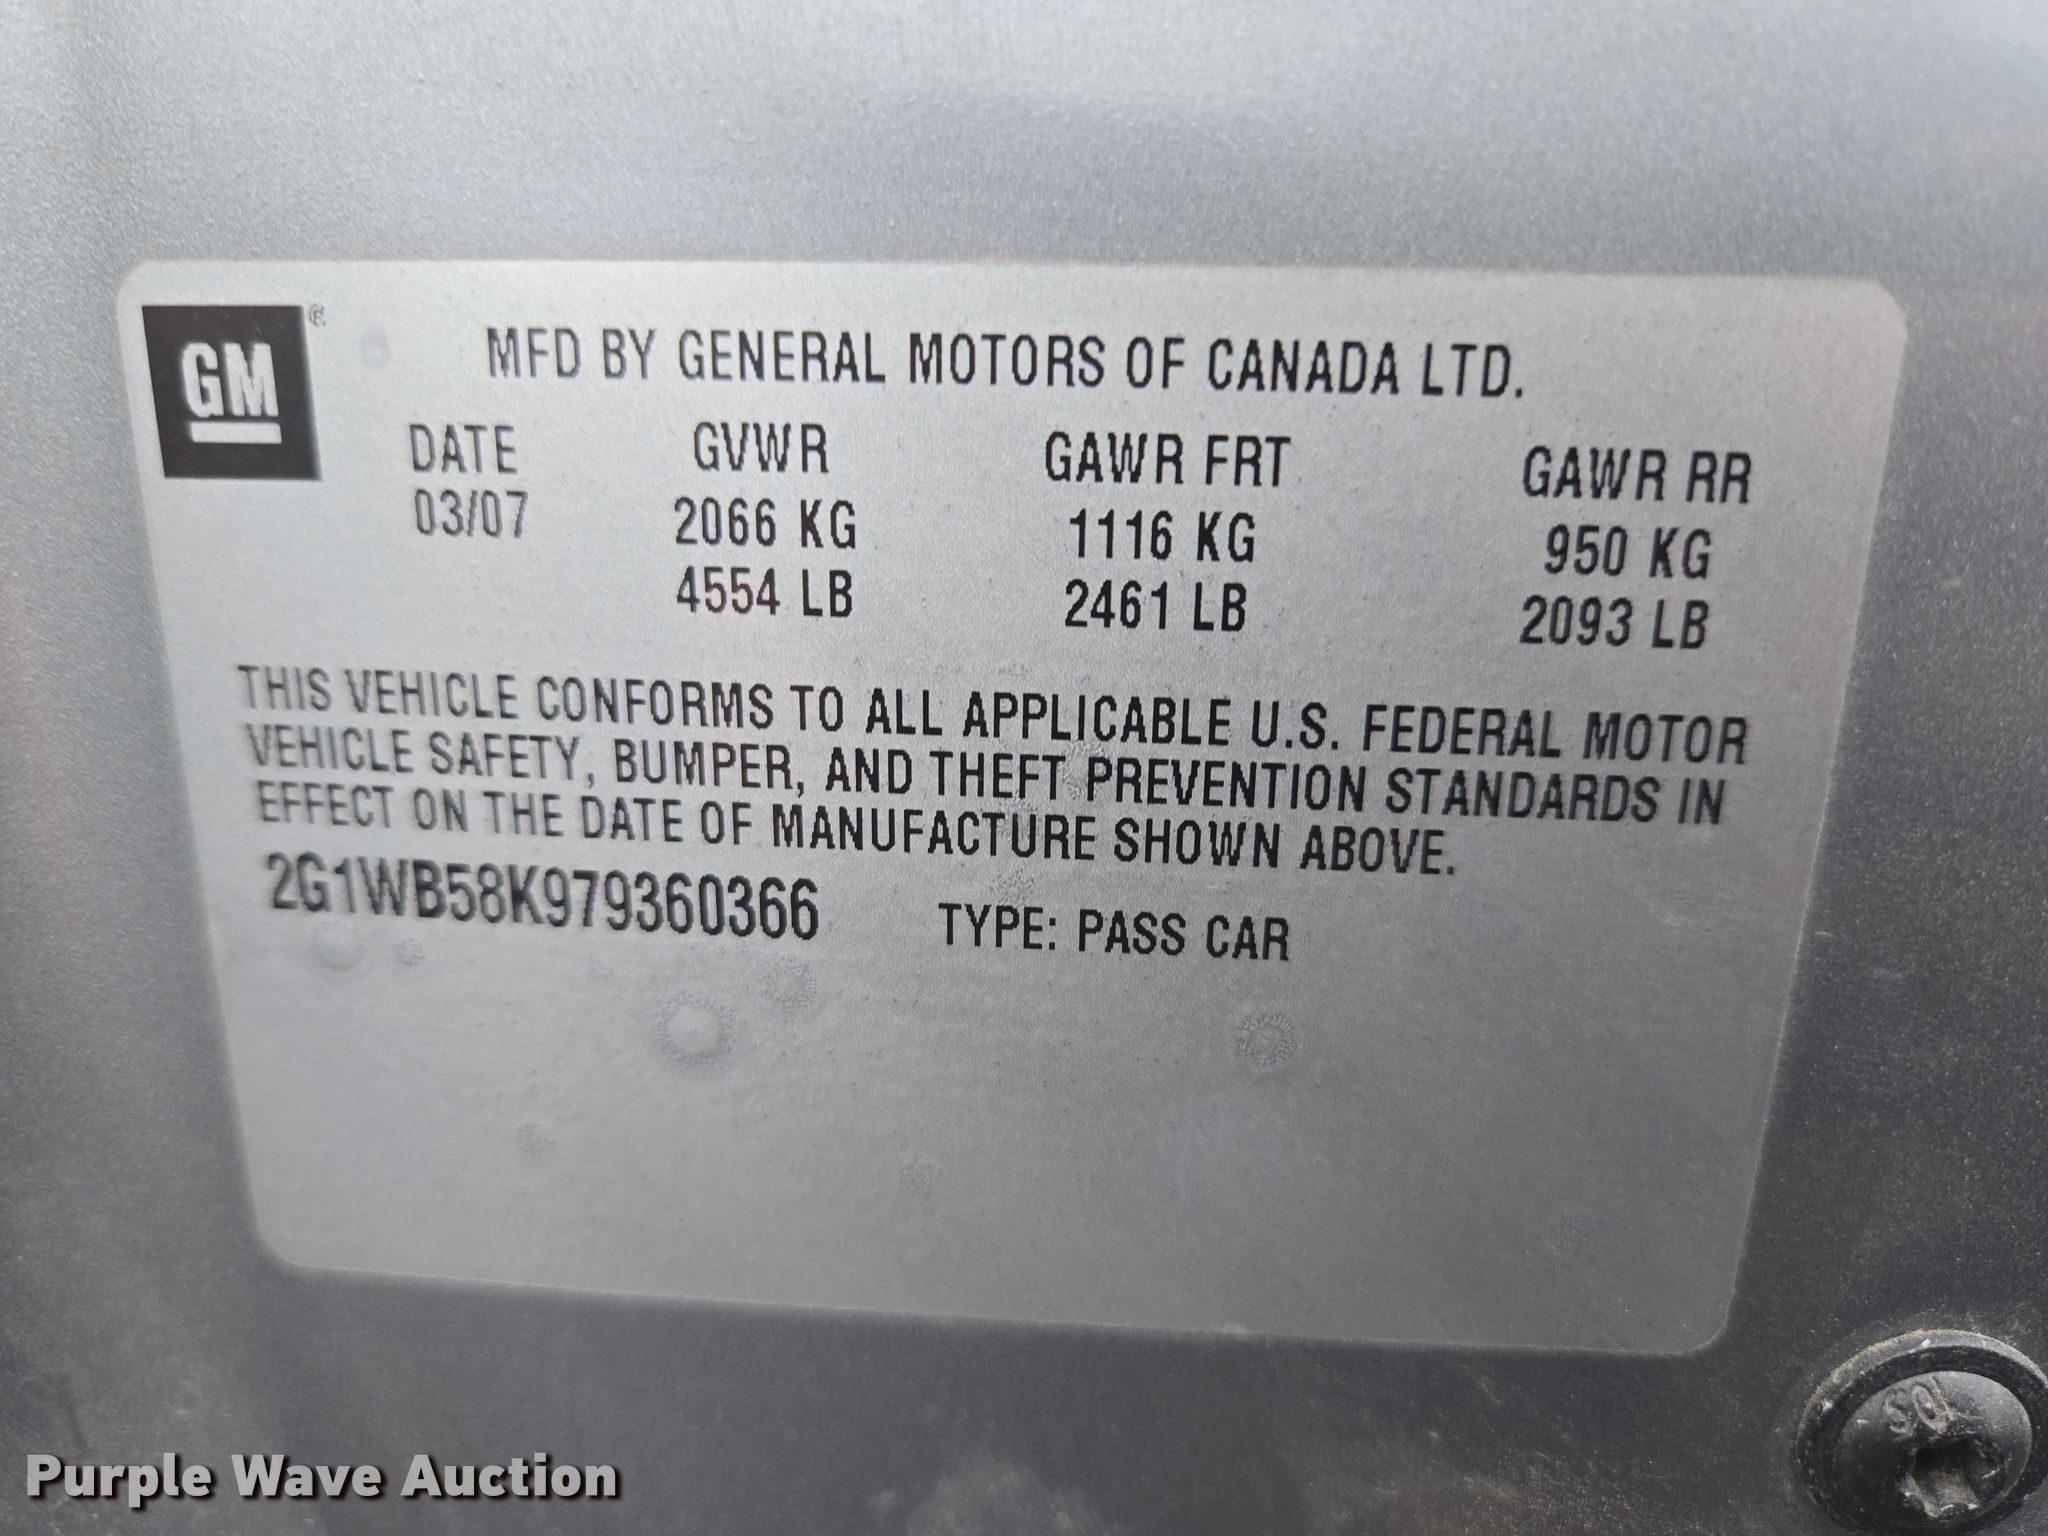 GM ®
MFD BY GENERAL MOTORS OF CANADA LTD.
DATE GVWR GAWR FRT GAWR RR
03/07 2066 KG 1116 KG 950 KG
4554 LB 2461 LB 2093 LB
THIS VEHICLE CONFORMS TO ALL APPLICABLE U.S. FEDERAL MOTOR
VEHICLE SAFETY, BUMPER, AND THEFT PREVENTION STANDARDS IN
EFFECT ON THE DATE OF MANUFACTURE SHOWN ABOVE.
2G1WB58K979360366 TYPE: PASS CAR
Purple Wave Auction